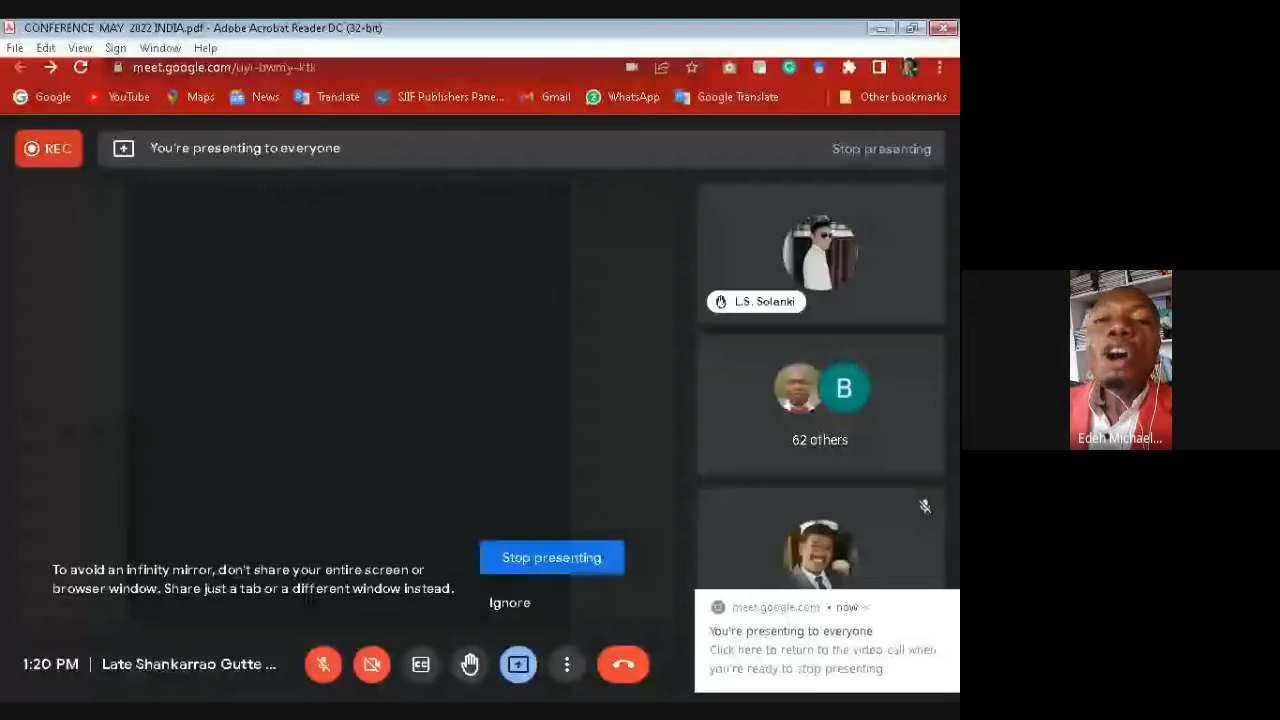 CONFERENCE MAY 2022 INDIA.pdf - Adobe Acrobat Reader DC (32-bit)
File Edit View Sign Window Help
meet.google.com/uyi-bwmy-ktk
Google YouTube Maps News Translate SJIF Publishers Pane... Gmail WhatsApp Google Translate Other bookmarks
REC You're presenting to everyone Stop presenting
L.S. Solanki
B
62 others
Edeh Michael...
Stop presenting
To avoid an infinity mirror, don't share your entire screen or
browser window. Share just a tab or a different window instead.
Ignore
meet.google.com • now
You're presenting to everyone
Click here to return to the video call when
you're ready to stop presenting
1:20 PM | Late Shankarrao Gutte ...
CC